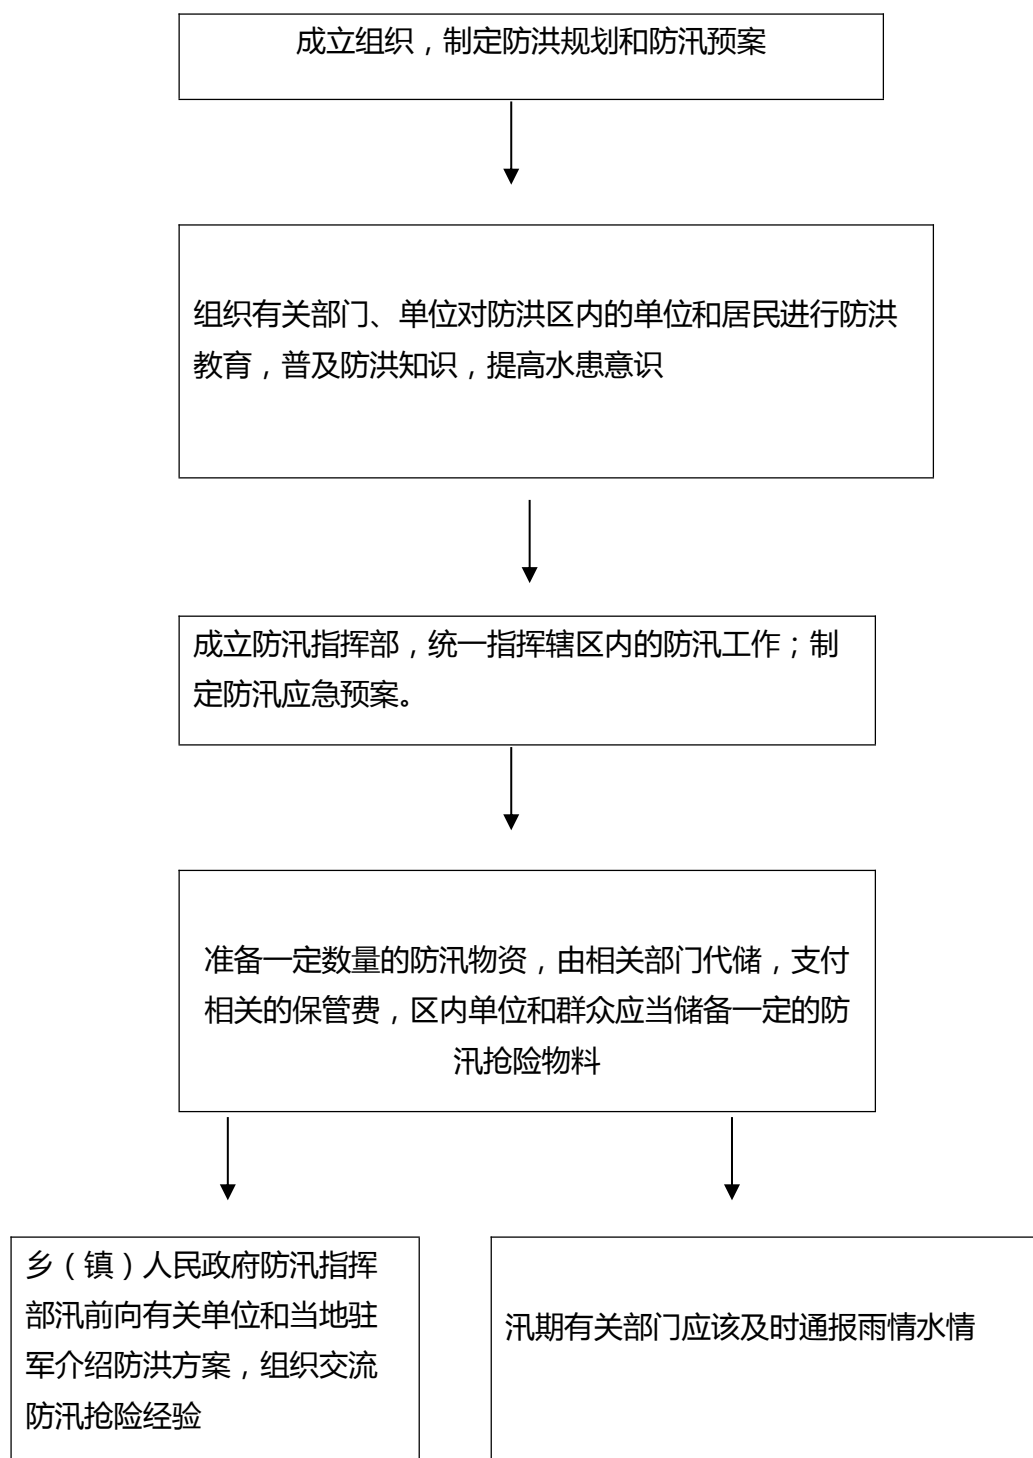 成立组织，制定防洪规划和防汛预案
组织有关部门、单位对防洪区内的单位和居民进行防洪
教育，普及防洪知识，提高水患意识
成立防汛指挥部，统一指挥辖区内的防汛工作；制
定防汛应急预案。
准备一定数量的防汛物资，由相关部门代储，支付
相关的保管费，区内单位和群众应当储备一定的防
汛抢险物料
乡（镇）人民政府防汛指挥
部汛前向有关单位和当地驻
军介绍防洪方案，组织交流
防汛抢险经验
汛期有关部门应该及时通报雨情水情